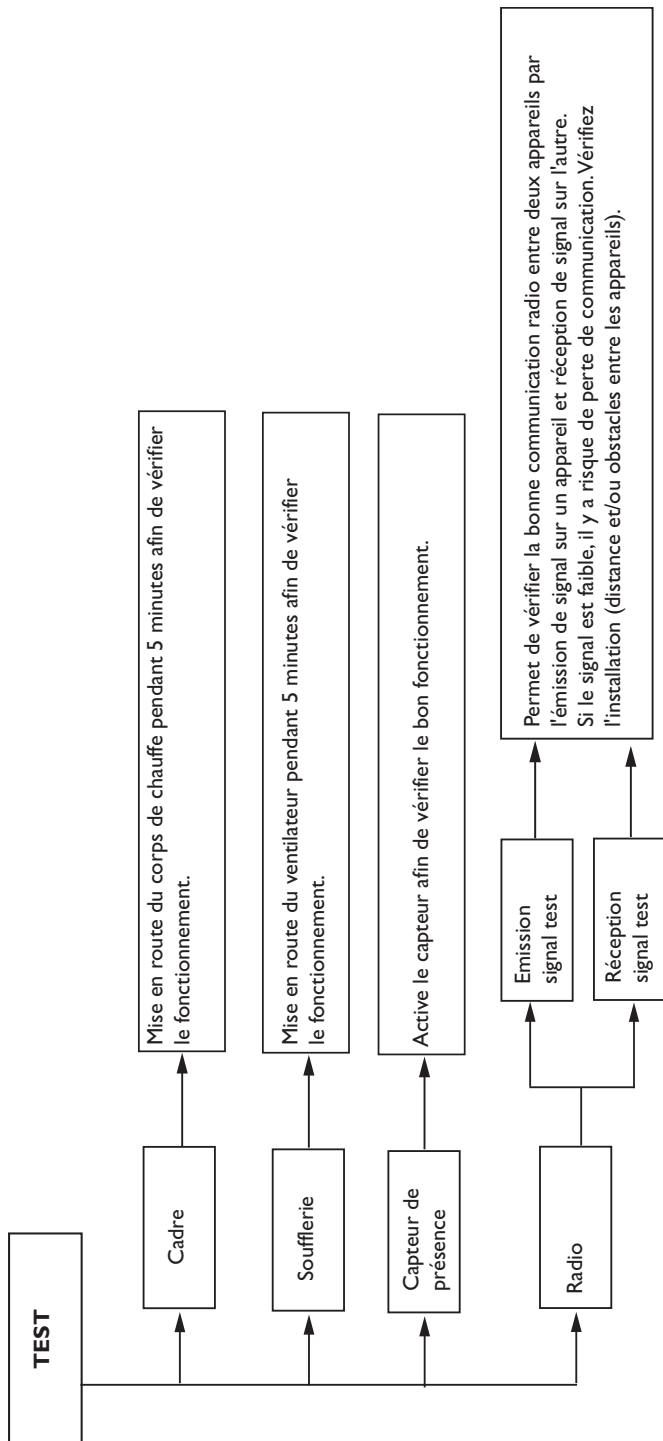 TEST
Cadre
Mise en route du corps de chauffe pendant 5 minutes afin de vérifier
le fonctionnement.
Soufflerie
Mise en route du ventilateur pendant 5 minutes afin de vérifier
le fonctionnement.
Capteur de
présence
Active le capteur afin de vérifier le bon fonctionnement.
Radio
Emission
signal test
Réception
signal test
Permet de vérifier la bonne communication radio entre deux appareils par
l'émission de signal sur un appareil et réception de signal sur l'autre.
Si le signal est faible, il y a risque de perte de communication. Vérifiez
l'installation (distance et/ou obstacles entre les appareils).